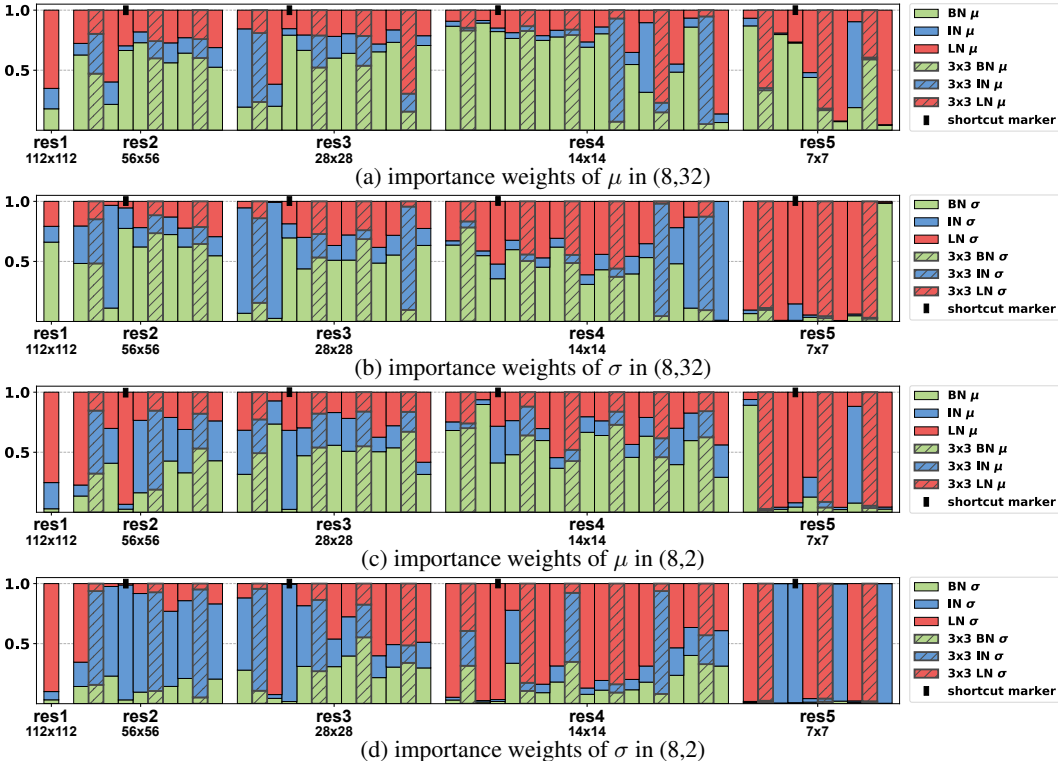 1.0
0.5
res1
112x112
res2
56x56
res3
28x28
res4
14x14
res5
7x7
BN μ
IN μ
LN μ
3x3 BN μ
3x3 IN μ
3x3 LN μ
shortcut marker
(a) importance weights of μ in (8,32)
1.0
0.5
res1
112x112
res2
56x56
res3
28x28
res4
14x14
res5
7x7
BN σ
IN σ
LN σ
3x3 BN σ
3x3 IN σ
3x3 LN σ
shortcut marker
(b) importance weights of σ in (8,32)
1.0
0.5
res1
112x112
res2
56x56
res3
28x28
res4
14x14
res5
7x7
BN μ
IN μ
LN μ
3x3 BN μ
3x3 IN μ
3x3 LN μ
shortcut marker
(c) importance weights of μ in (8,2)
1.0
0.5
res1
112x112
res2
56x56
res3
28x28
res4
14x14
res5
7x7
BN σ
IN σ
LN σ
3x3 BN σ
3x3 IN σ
3x3 LN σ
shortcut marker
(d) importance weights of σ in (8,2)